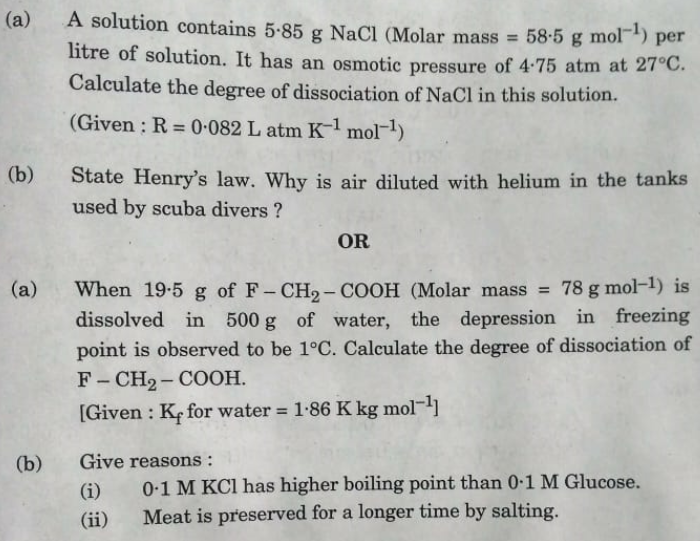 (a) A solution contains 5·85 g NaCl (Molar mass = 58·5 g mol⁻¹) per
litre of solution. It has an osmotic pressure of 4·75 atm at 27°C.
Calculate the degree of dissociation of NaCl in this solution.
(Given : R = 0·082 L atm K⁻¹ mol⁻¹)
(b) State Henry's law. Why is air diluted with helium in the tanks
used by scuba divers ?
OR
(a) When 19·5 g of F – CH₂ – COOH (Molar mass = 78 g mol⁻¹) is
dissolved in 500 g of water, the depression in freezing
point is observed to be 1°C. Calculate the degree of dissociation of
F – CH₂ – COOH.
[Given : K_f for water = 1·86 K kg mol⁻¹]
(b) Give reasons :
(i) 0·1 M KCl has higher boiling point than 0·1 M Glucose.
(ii) Meat is preserved for a longer time by salting.